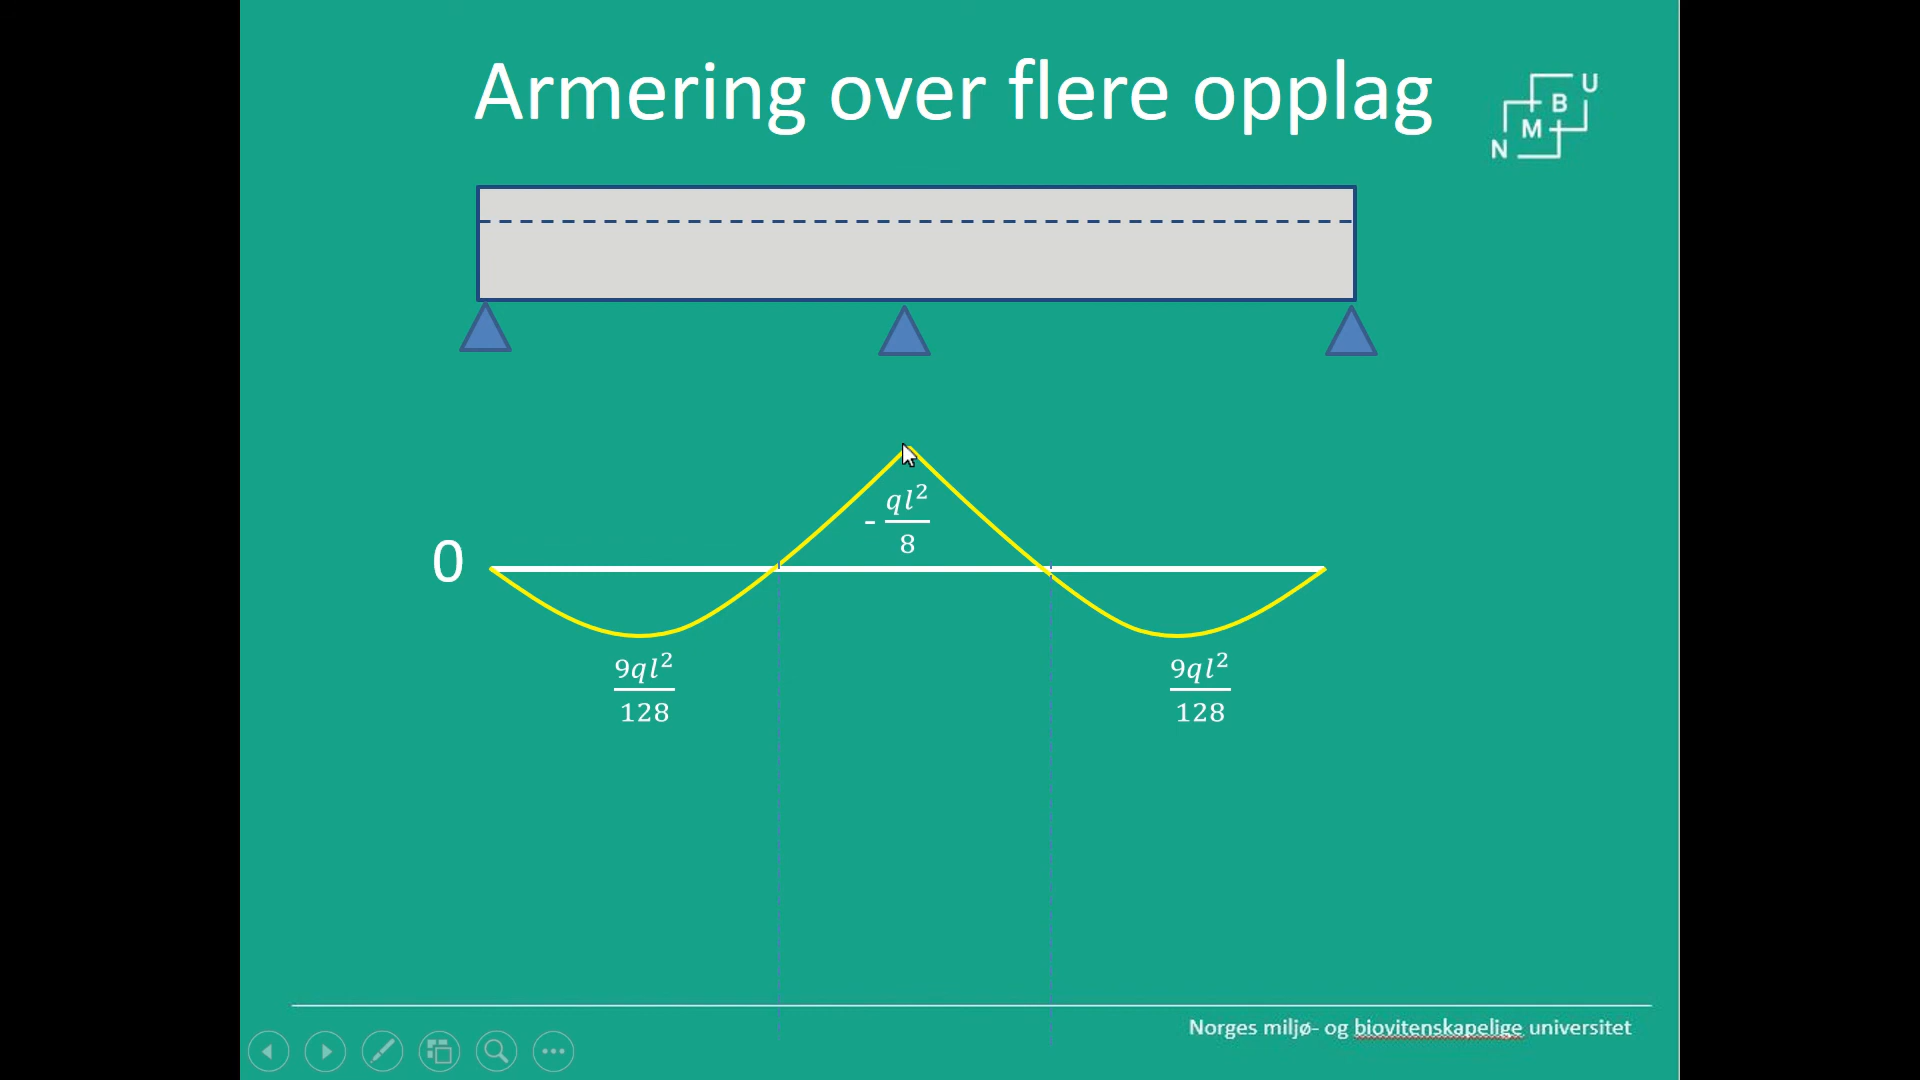 Armering over flere opplag
N M B U
- ql²/8
0
9ql²/128
9ql²/128
Norges miljø- og biovitenskapelige universitet